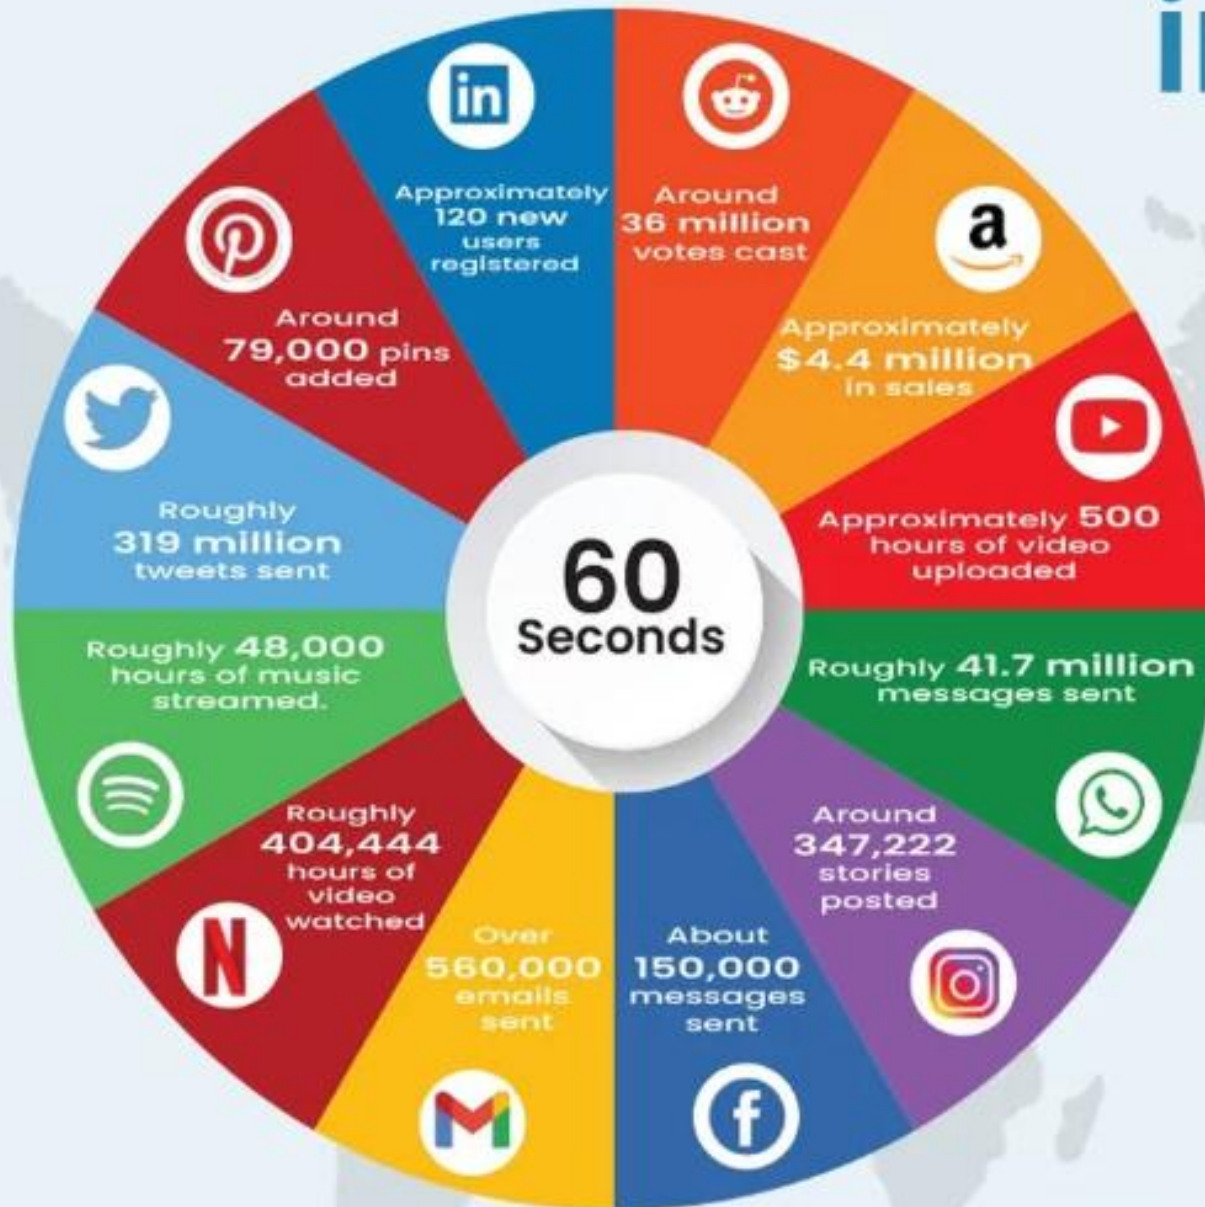 in
Approximately
120 new
users
registered
Around
36 million
votes cast
a
Approximately
$4.4 million
in sales
Approximately 500
hours of video
uploaded
Roughly 41.7 million
messages sent
Around
347,222
stories
posted
About
150,000
messages
sent
f
Over
560,000
emails
sent
M
Roughly
404,444
hours of
video
watched
N
Roughly 48,000
hours of music
streamed.
Roughly
319 million
tweets sent
Around
79,000 pins
added
60
Seconds